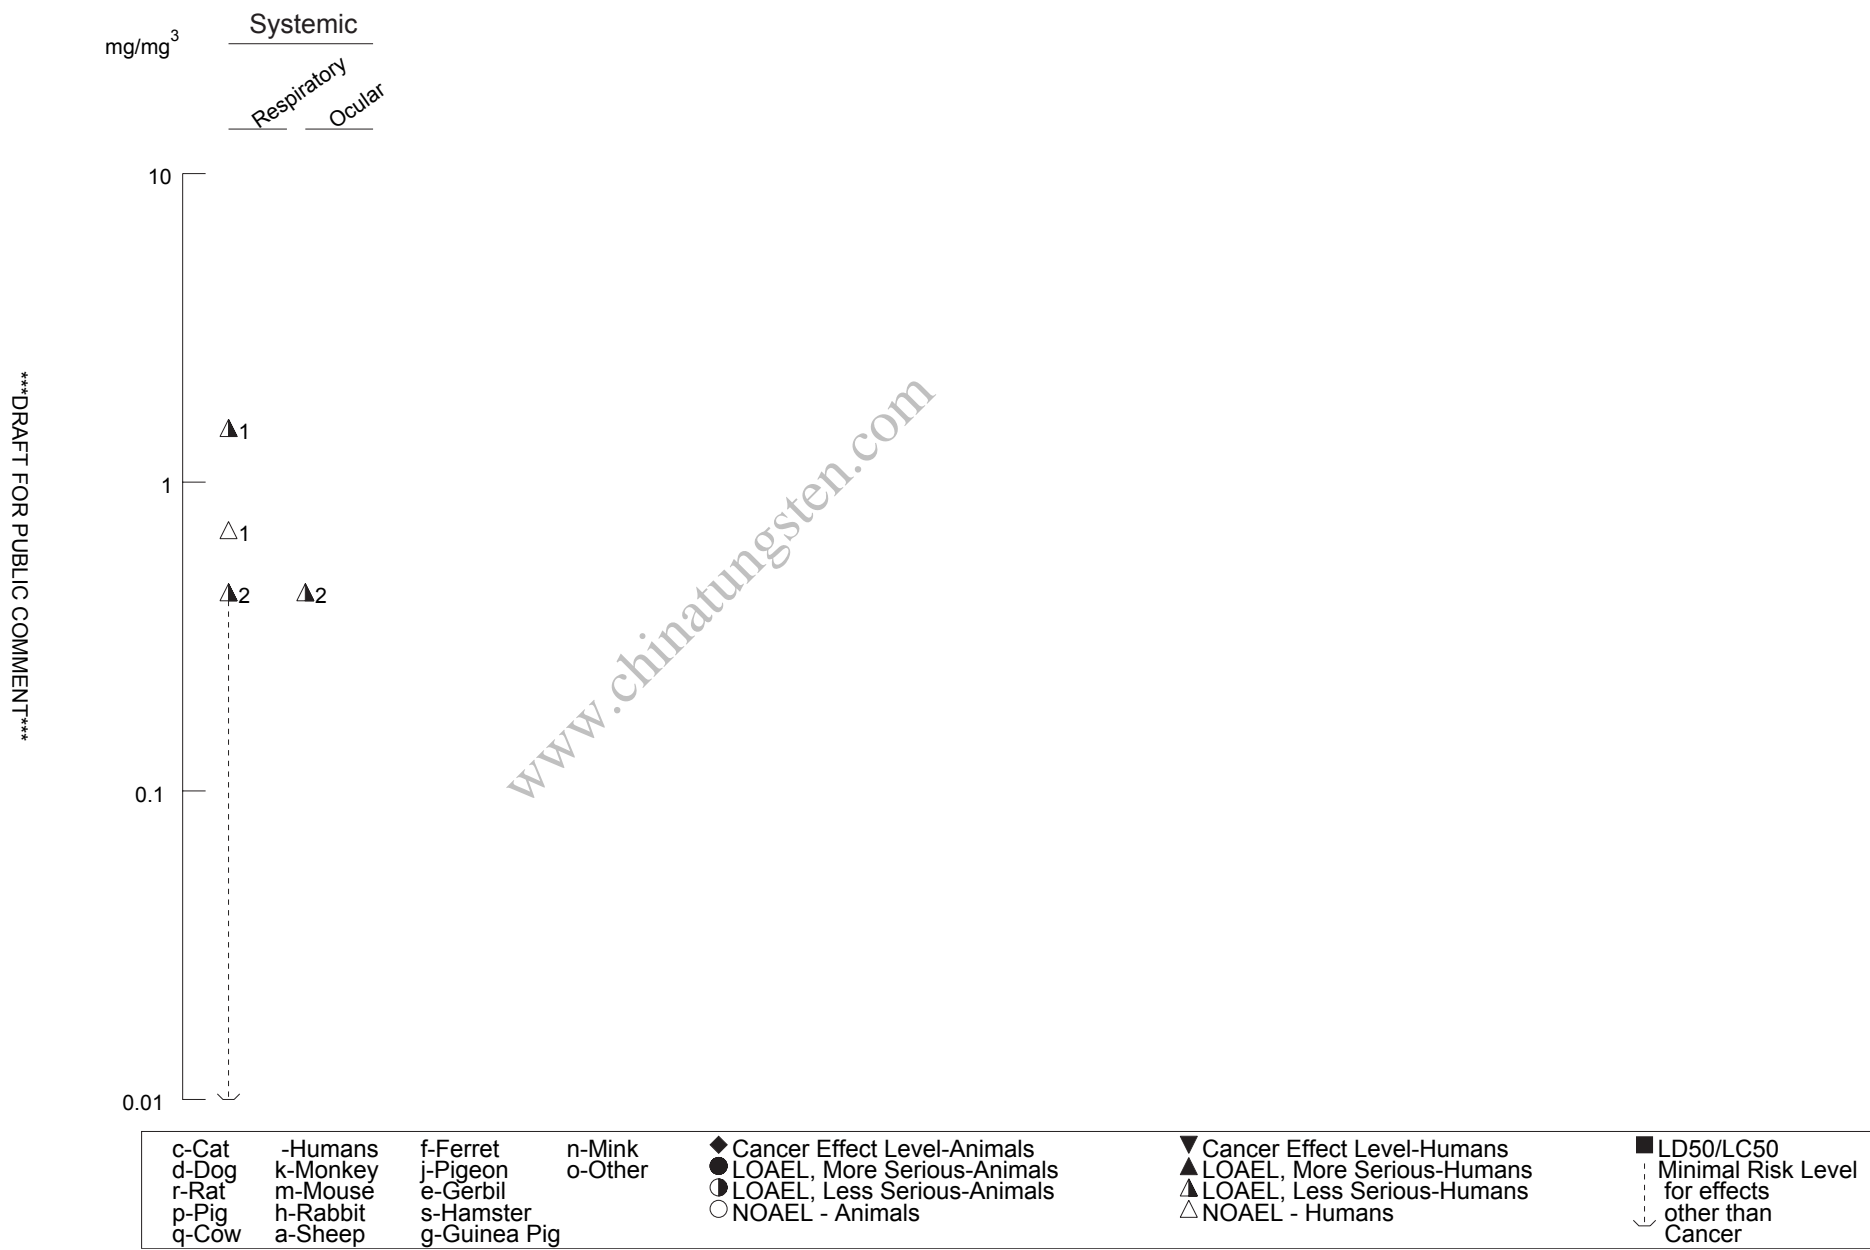 Systemic
mg/mg3
Respiratory
Ocular
10
1
1
1
2
2
0.1
0.01
***DRAFT FOR PUBLIC COMMENT***
www.chinatungsten.com
c-Cat -Humans f-Ferret n-Mink
d-Dog k-Monkey j-Pigeon o-Other
r-Rat m-Mouse e-Gerbil
p-Pig h-Rabbit s-Hamster
q-Cow a-Sheep g-Guinea Pig
Cancer Effect Level-Animals
LOAEL, More Serious-Animals
LOAEL, Less Serious-Animals
NOAEL - Animals
Cancer Effect Level-Humans
LOAEL, More Serious-Humans
LOAEL, Less Serious-Humans
NOAEL - Humans
LD50/LC50
Minimal Risk Level
for effects
other than
Cancer